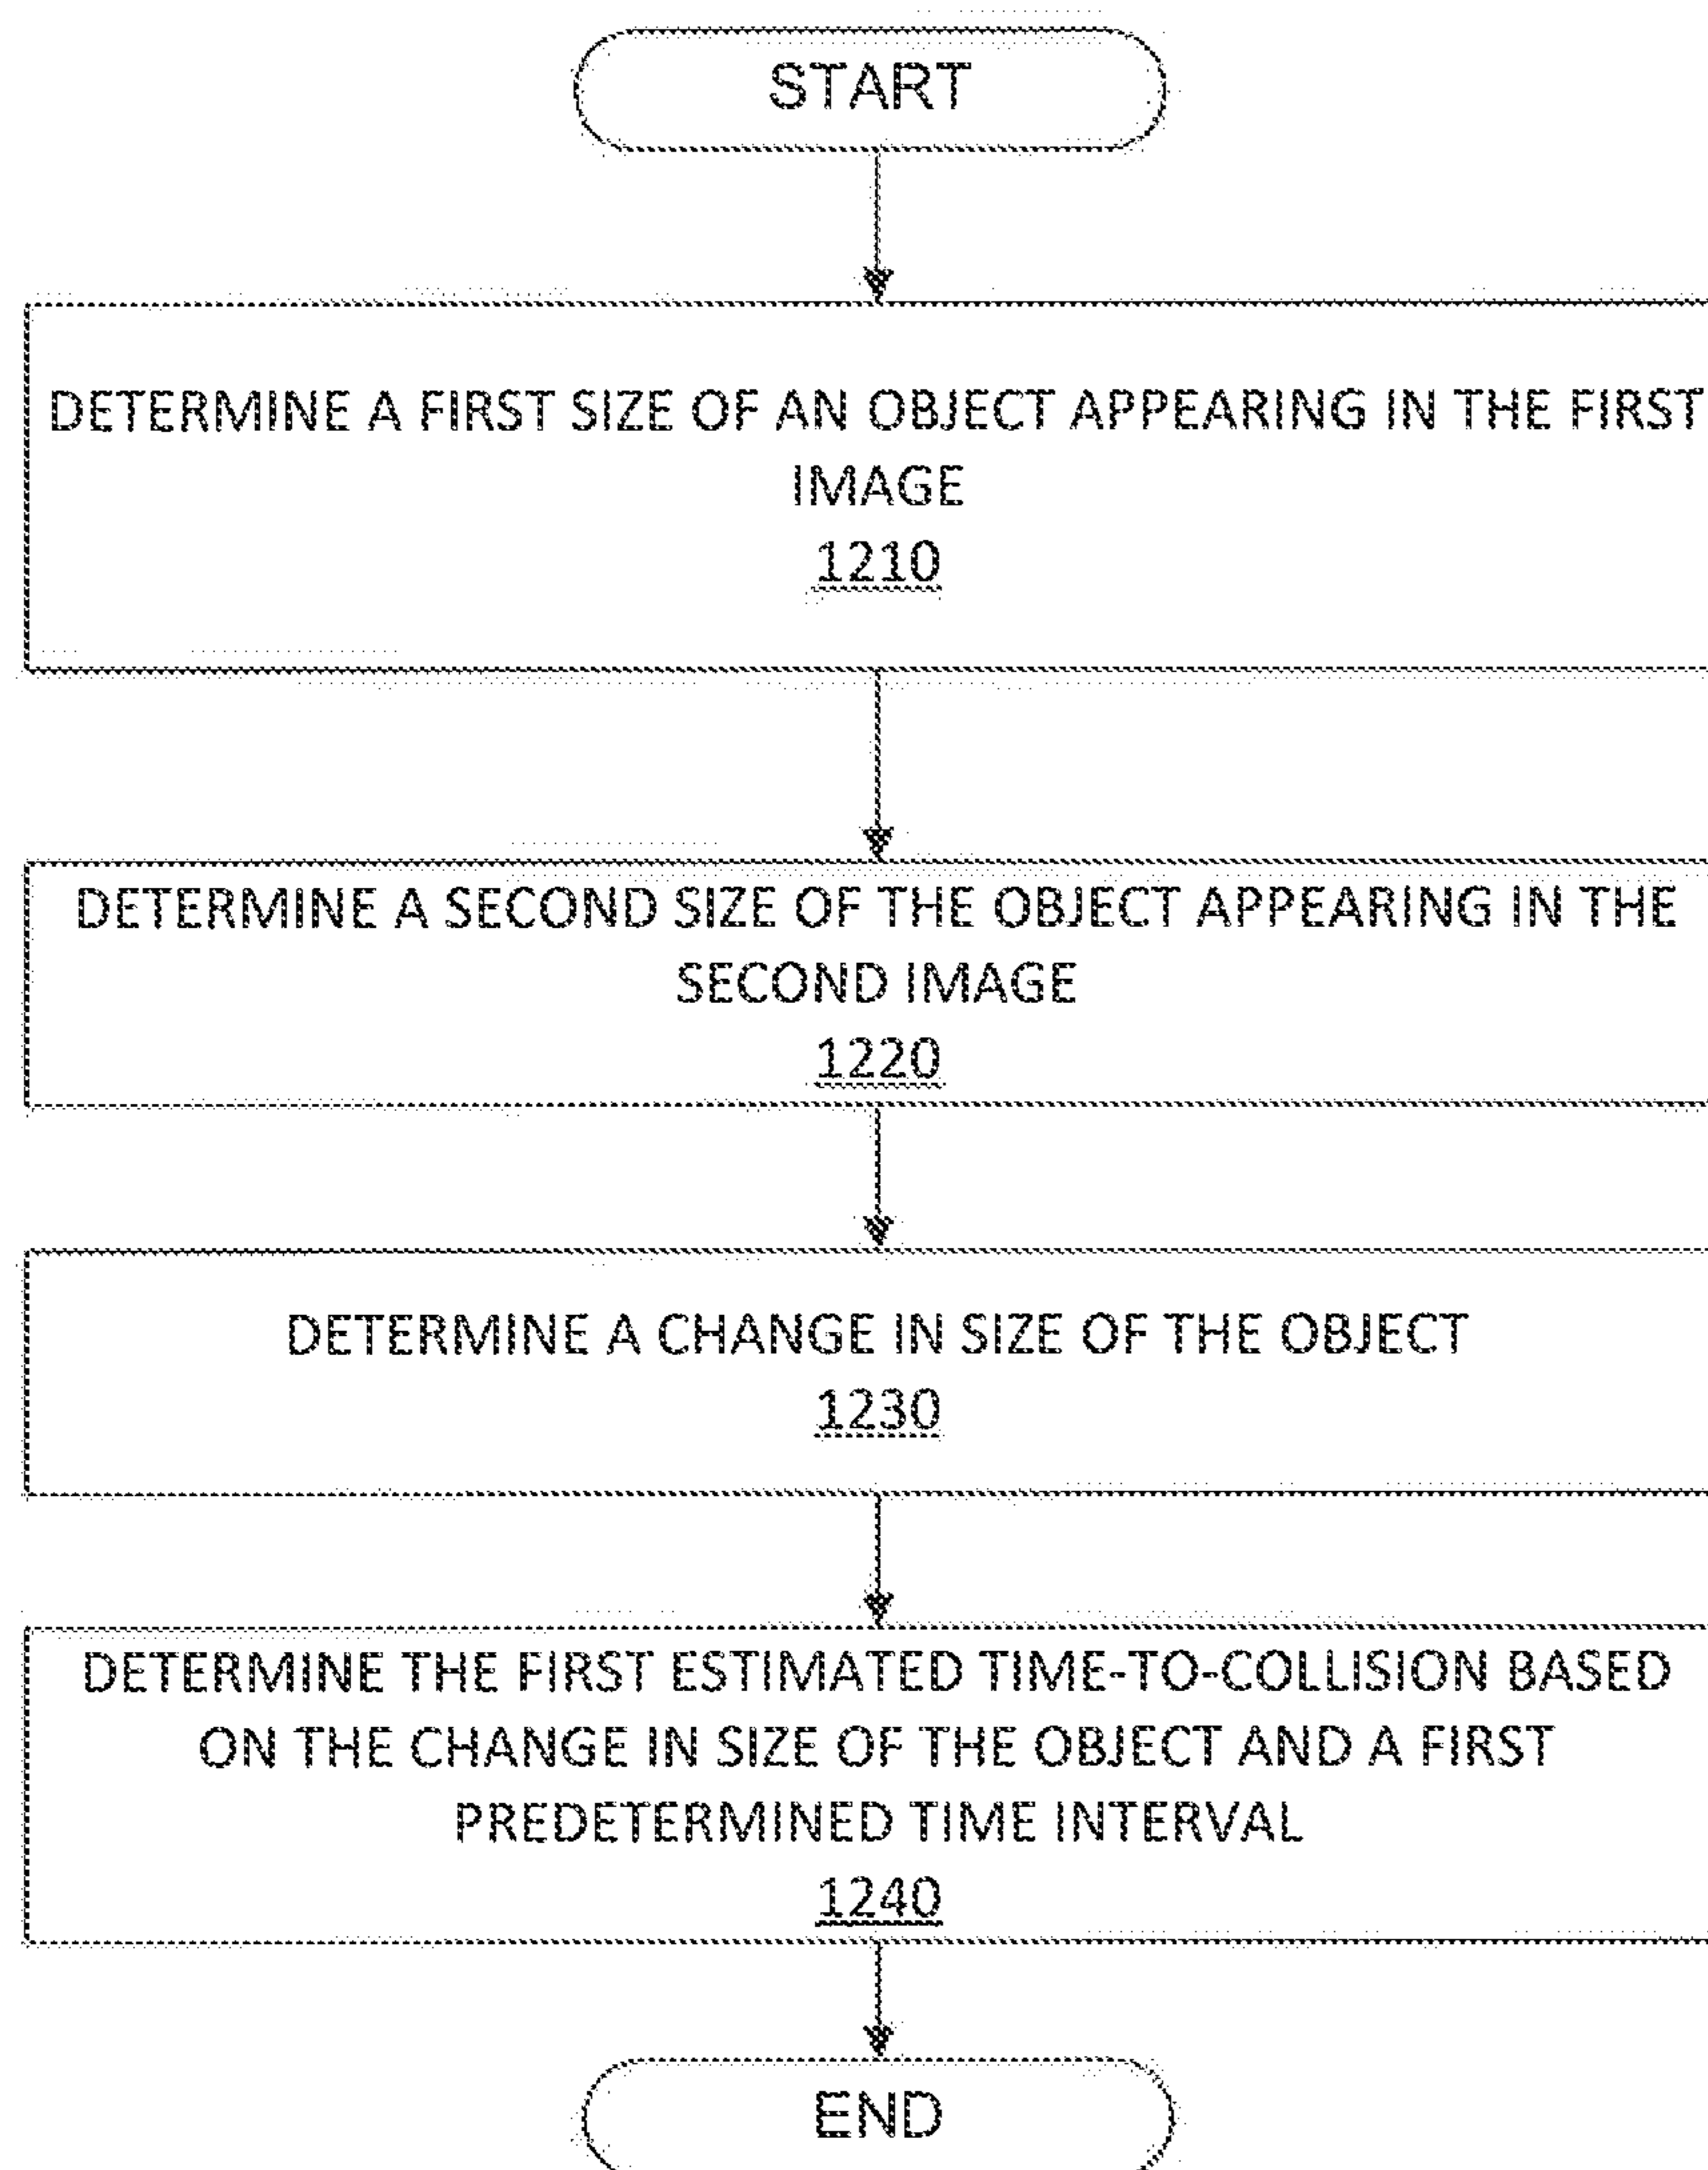 START
DETERMINE A FIRST SIZE OF AN OBJECT APPEARING IN THE FIRST
IMAGE
1210
DETERMINE A SECOND SIZE OF THE OBJECT APPEARING IN THE
SECOND IMAGE
1220
DETERMINE A CHANGE IN SIZE OF THE OBJECT
1230
DETERMINE THE FIRST ESTIMATED TIME-TO-COLLISION BASED
ON THE CHANGE IN SIZE OF THE OBJECT AND A FIRST
PREDETERMINED TIME INTERVAL
1240
END